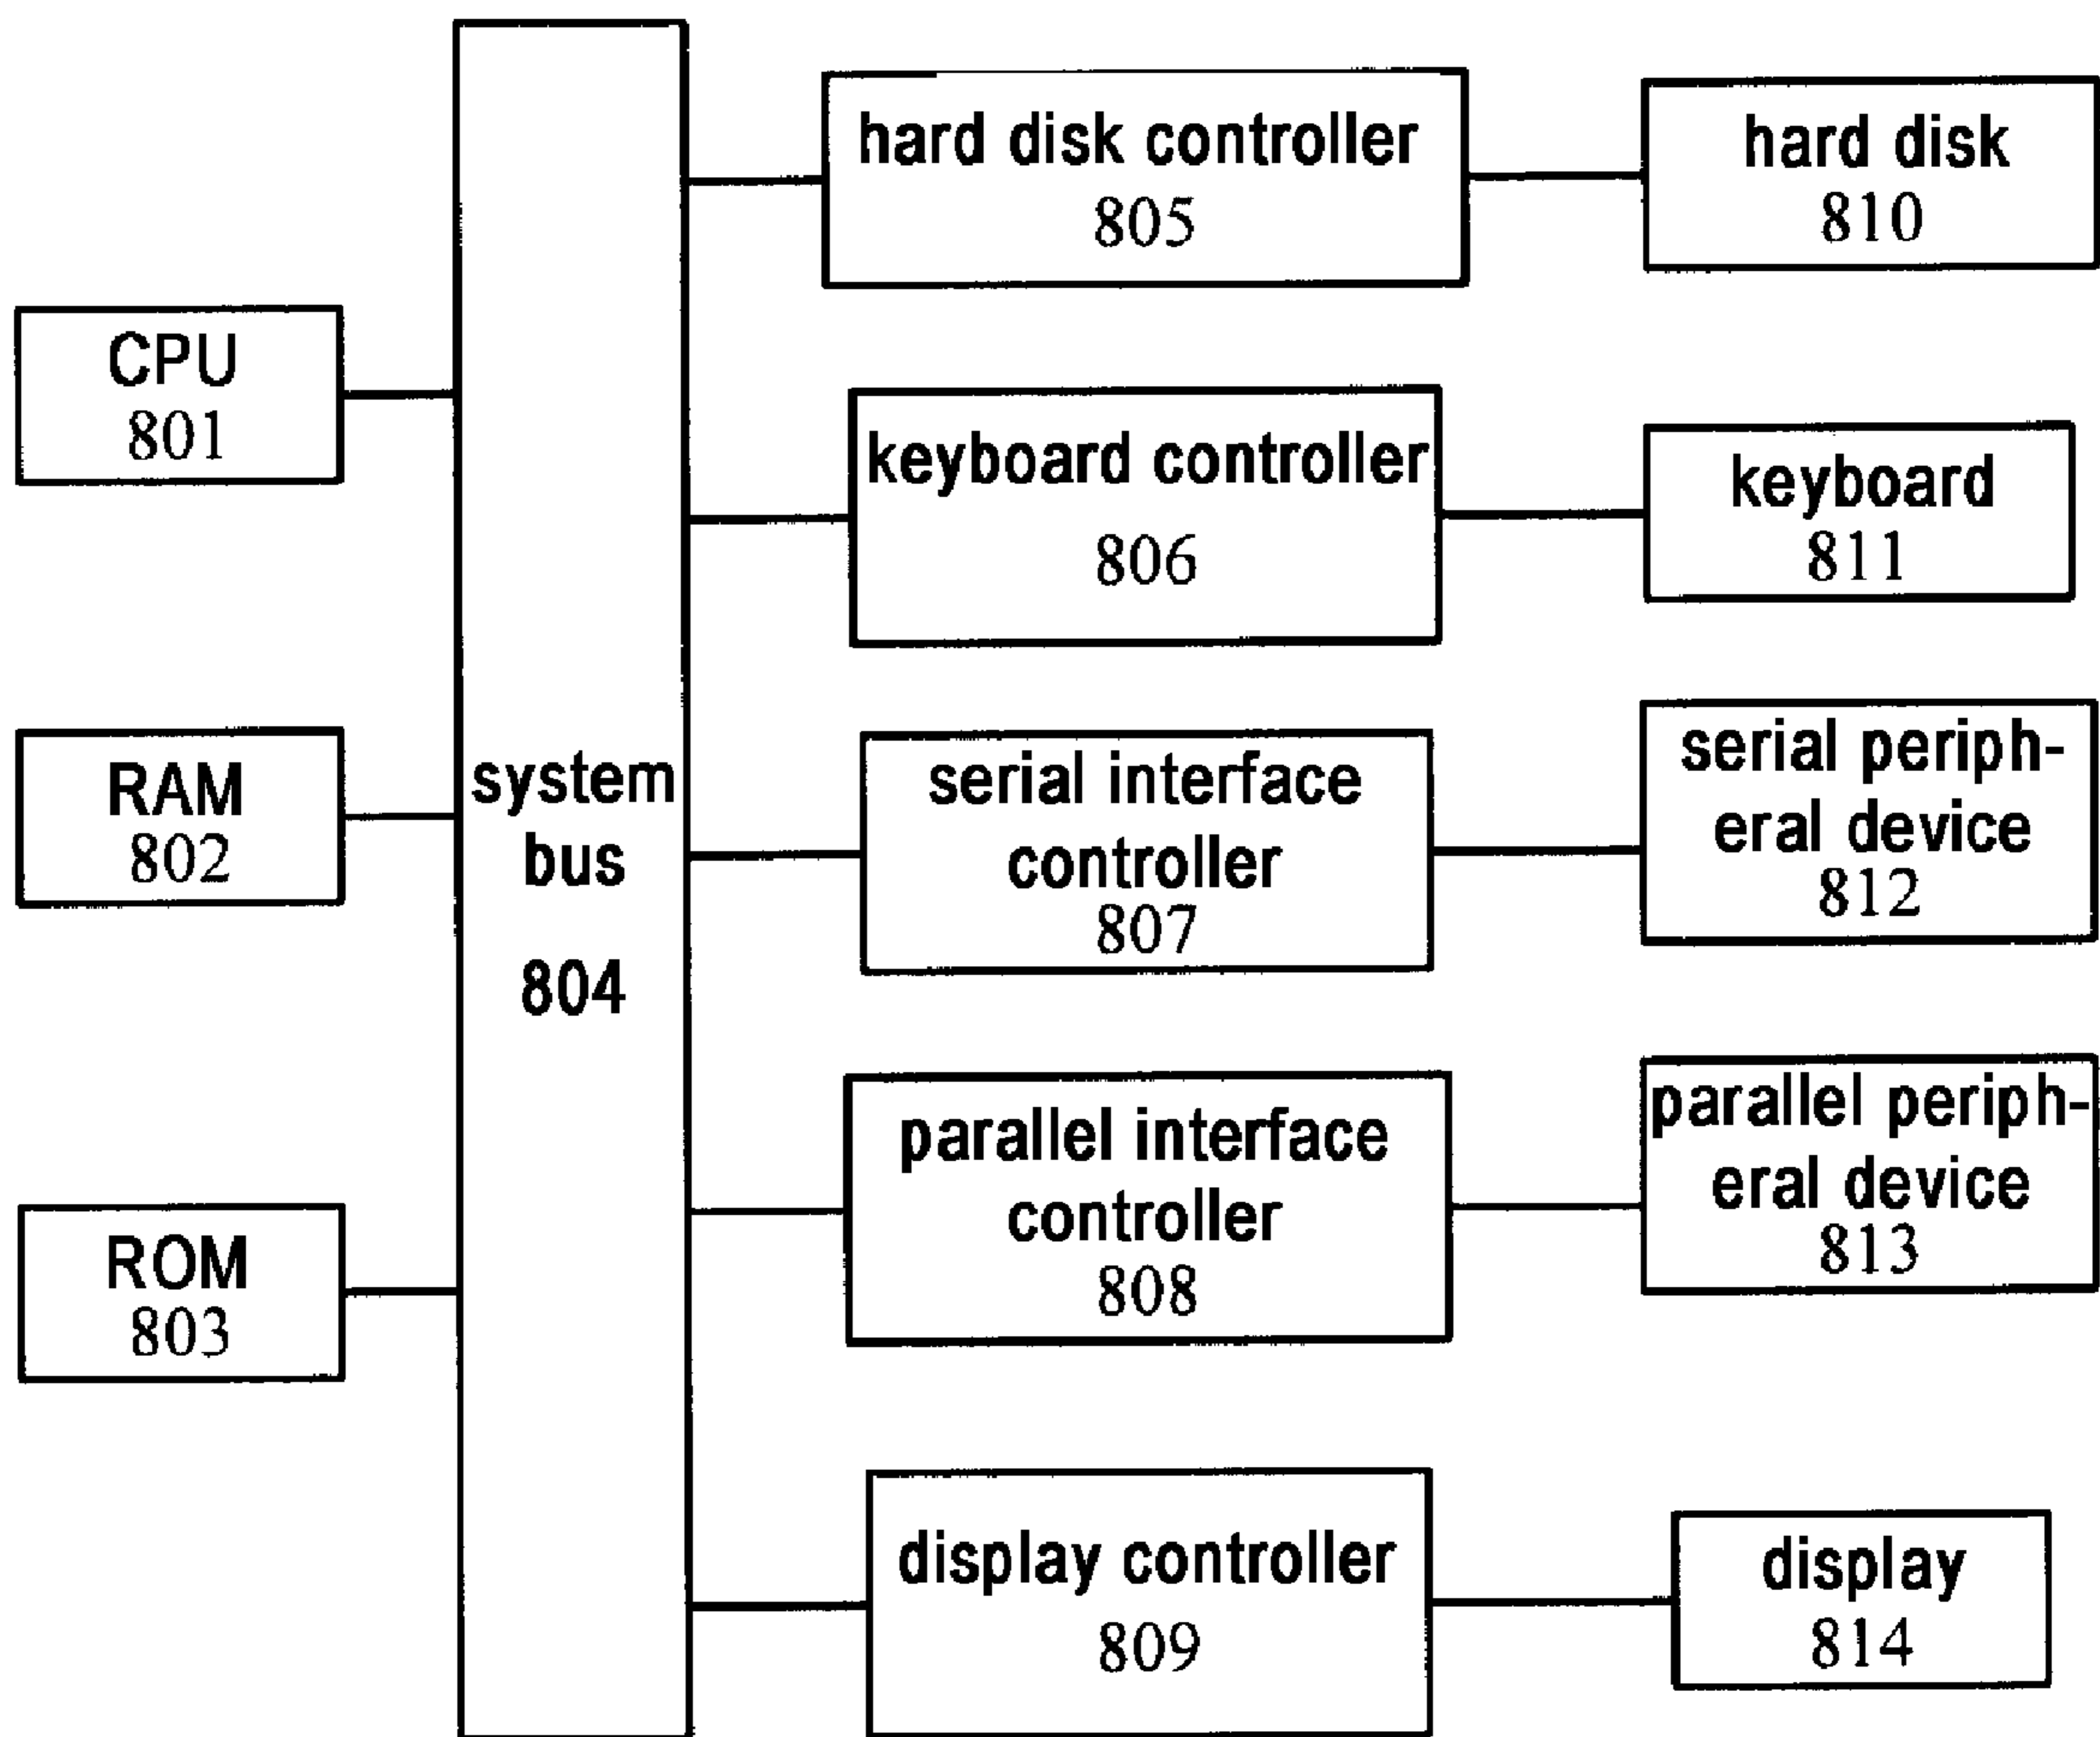 CPU
801
RAM
802
ROM
803
system
bus
804
hard disk controller
805
keyboard controller
806
serial interface
controller
807
parallel interface
controller
808
display controller
809
hard disk
810
keyboard
811
serial periph-
eral device
812
parallel periph-
eral device
813
display
814